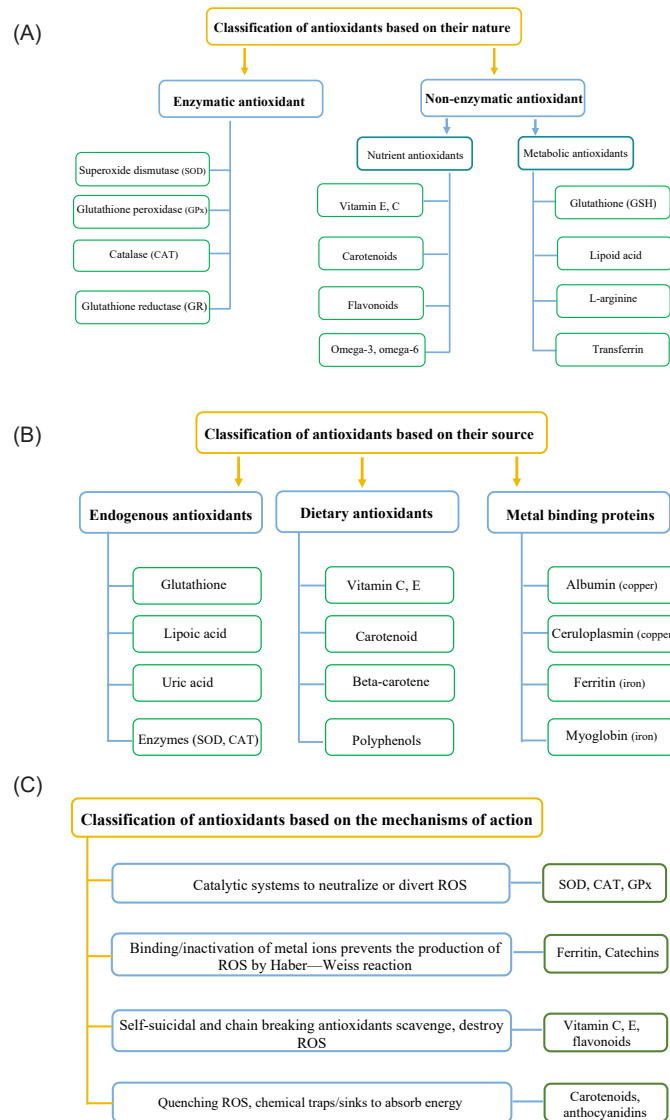 (A)
Classification of antioxidants based on their nature
Enzymatic antioxidant
Superoxide dismutase (SOD)
Glutathione peroxidase (GPx)
Catalase (CAT)
Glutathione reductase (GR)
Non-enzymatic antioxidant
Nutrient antioxidants
Vitamin E, C
Carotenoids
Flavonoids
Omega-3, omega-6
Metabolic antioxidants
Glutathione (GSH)
Lipoid acid
L-arginine
Transferrin
(B)
Classification of antioxidants based on their source
Endogenous antioxidants
Glutathione
Lipoic acid
Uric acid
Enzymes (SOD, CAT)
Dietary antioxidants
Vitamin C, E
Carotenoid
Beta-carotene
Polyphenols
Metal binding proteins
Albumin (copper)
Ceruloplasmin (copper
Ferritin (iron)
Myoglobin (iron)
(C)
Classification of antioxidants based on the mechanisms of action
Catalytic systems to neutralize or divert ROS
SOD, CAT, GPx
Binding/inactivation of metal ions prevents the production of
ROS by Haber—Weiss reaction
Ferritin, Catechins
Self-suicidal and chain breaking antioxidants scavenge, destroy
ROS
Vitamin C, E,
flavonoids
Quenching ROS, chemical traps/sinks to absorb energy
Carotenoids,
anthocyanidins